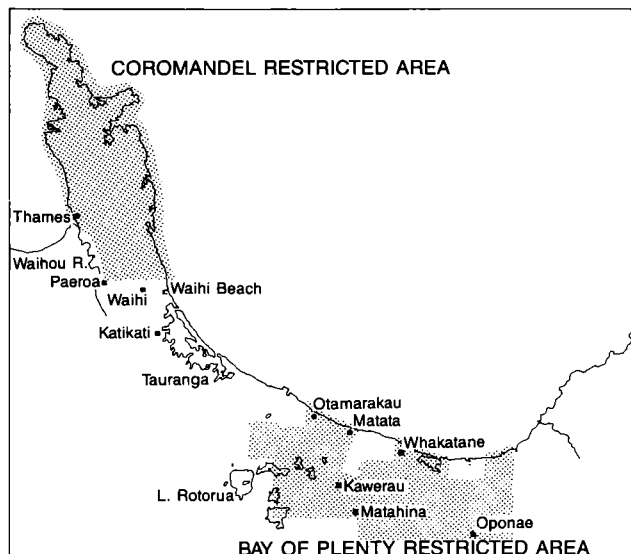 COROMANDEL RESTRICTED AREA
Thames
Waihou R.
Paeroa
Waihi
Waihi Beach
Katikati
Tauranga
Otamarakau
Matata
Whakatane
L. Rotorua
Kawerau
Matahina
Oponae
BAY OF PLENTY RESTRICTED AREA